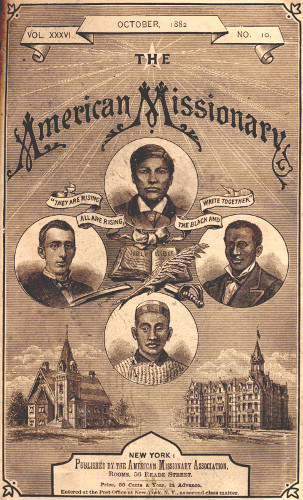 OCTOBER, 1882
VOL. XXXVI.
NO. 10.
THE
American Missionary
"THEY ARE RISING
ALL ARE RISING,
THE BLACK AND
WHITE TOGETHER"
HOLY BIBLE
NEW YORK:
PUBLISHED BY THE AMERICAN MISSIONARY ASSOCIATION,
ROOMS, 56 READE STREET.
Price, 50 Cents a Year, in Advance.
Entered at the Post-Office at New York, N. Y., as second-class matter.